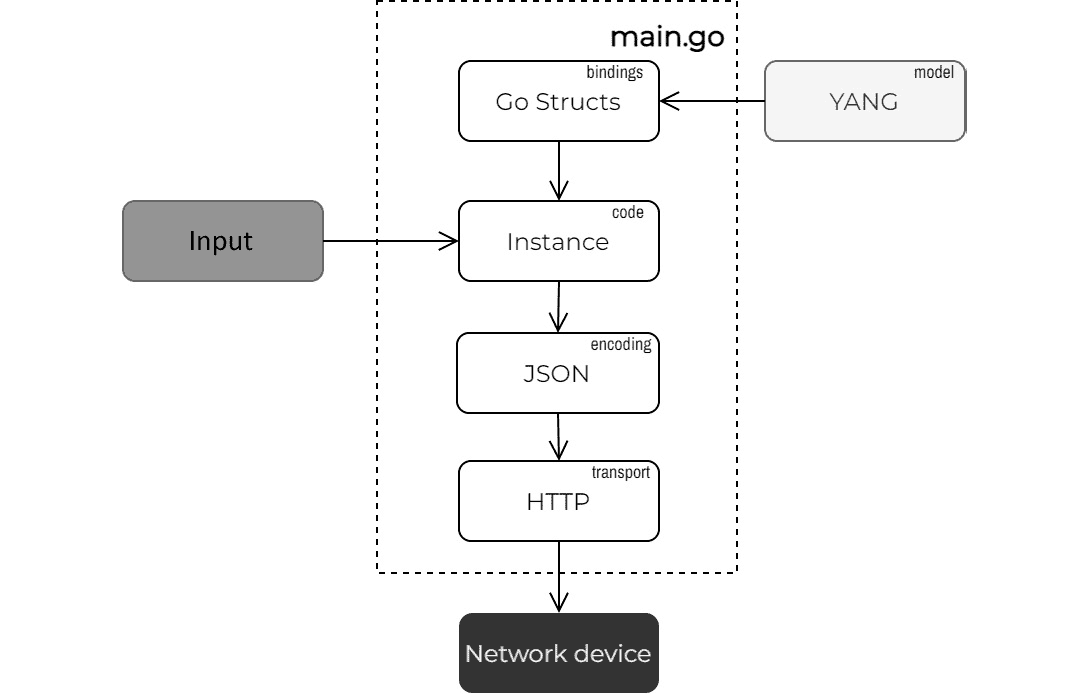 main.go
bindings
Go Structs
model
YANG
Input
code
Instance
encoding
JSON
transport
HTTP
Network device